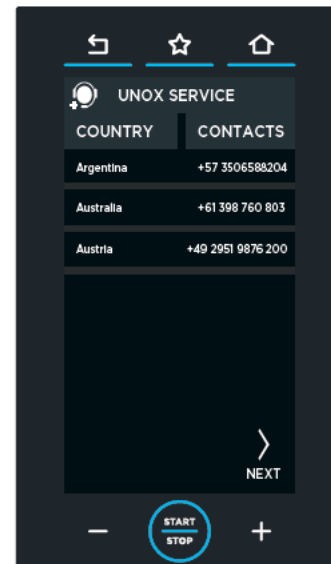 UNOX SERVICE
COUNTRY CONTACTS
Argentina +57 3506588204
Australia +61 398 760 803
Austria +49 2951 9876 200
NEXT
START
STOP